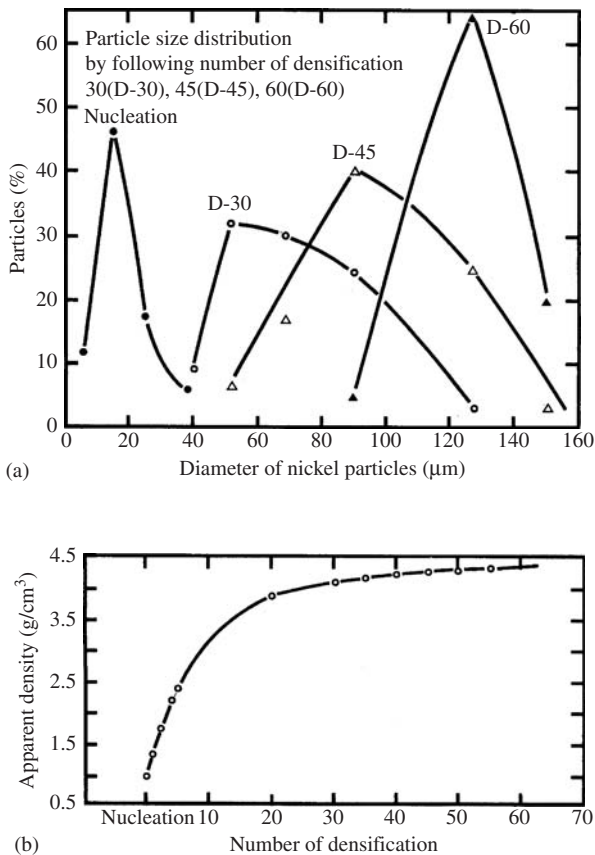 Particle size distribution
by following number of densification
30(D-30), 45(D-45), 60(D-60)
Nucleation
D-30
D-45
D-60
Particles (%)
60
50
40
30
20
10
0
0 20 40 60 80 100 120 140 160
Diameter of nickel particles (μm)
(a)
Apparent density (g/cm³)
4.5
3.5
2.5
1.5
0.5
Nucleation 10 20 30 40 50 60 70
Number of densification
(b)